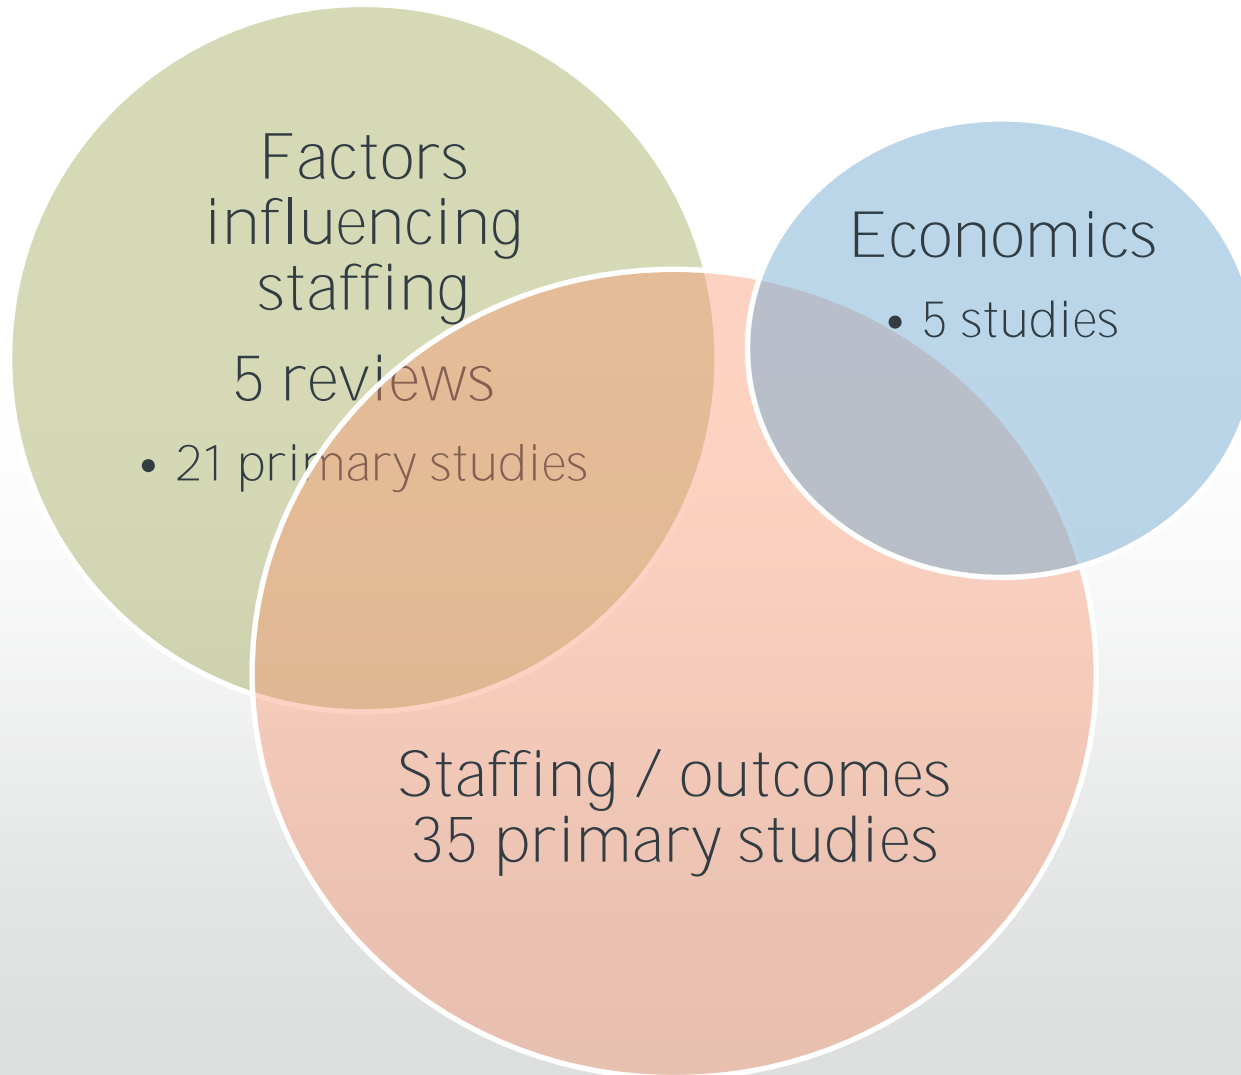 Factors
influencing
staffing
5 reviews
• 21 primary studies
Economics
• 5 studies
Staffing / outcomes
35 primary studies